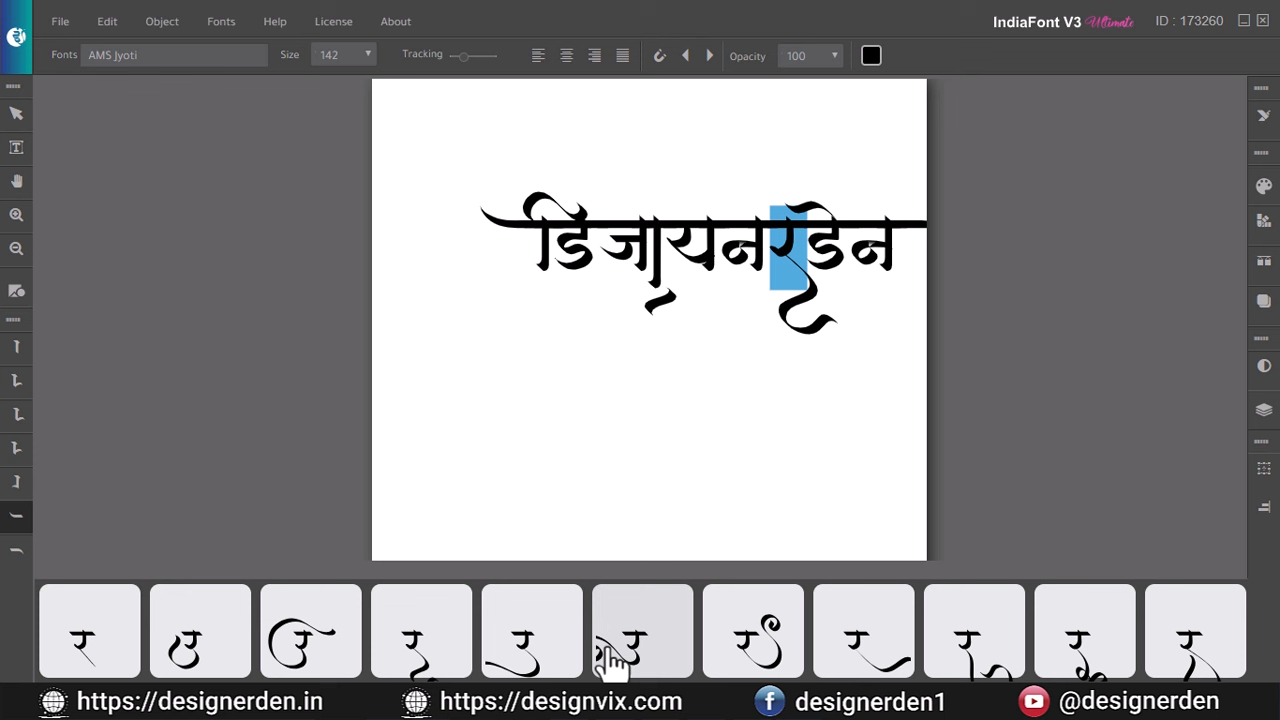 File Edit Object Fonts Help License About IndiaFont V3 Ultimate ID : 173260
Fonts AMS Jyoti Size 142 Tracking Opacity 100
डिजायनरडेन
र र र र र र र र र र र
https://designerden.in https://designvix.com designerden1 @designerden